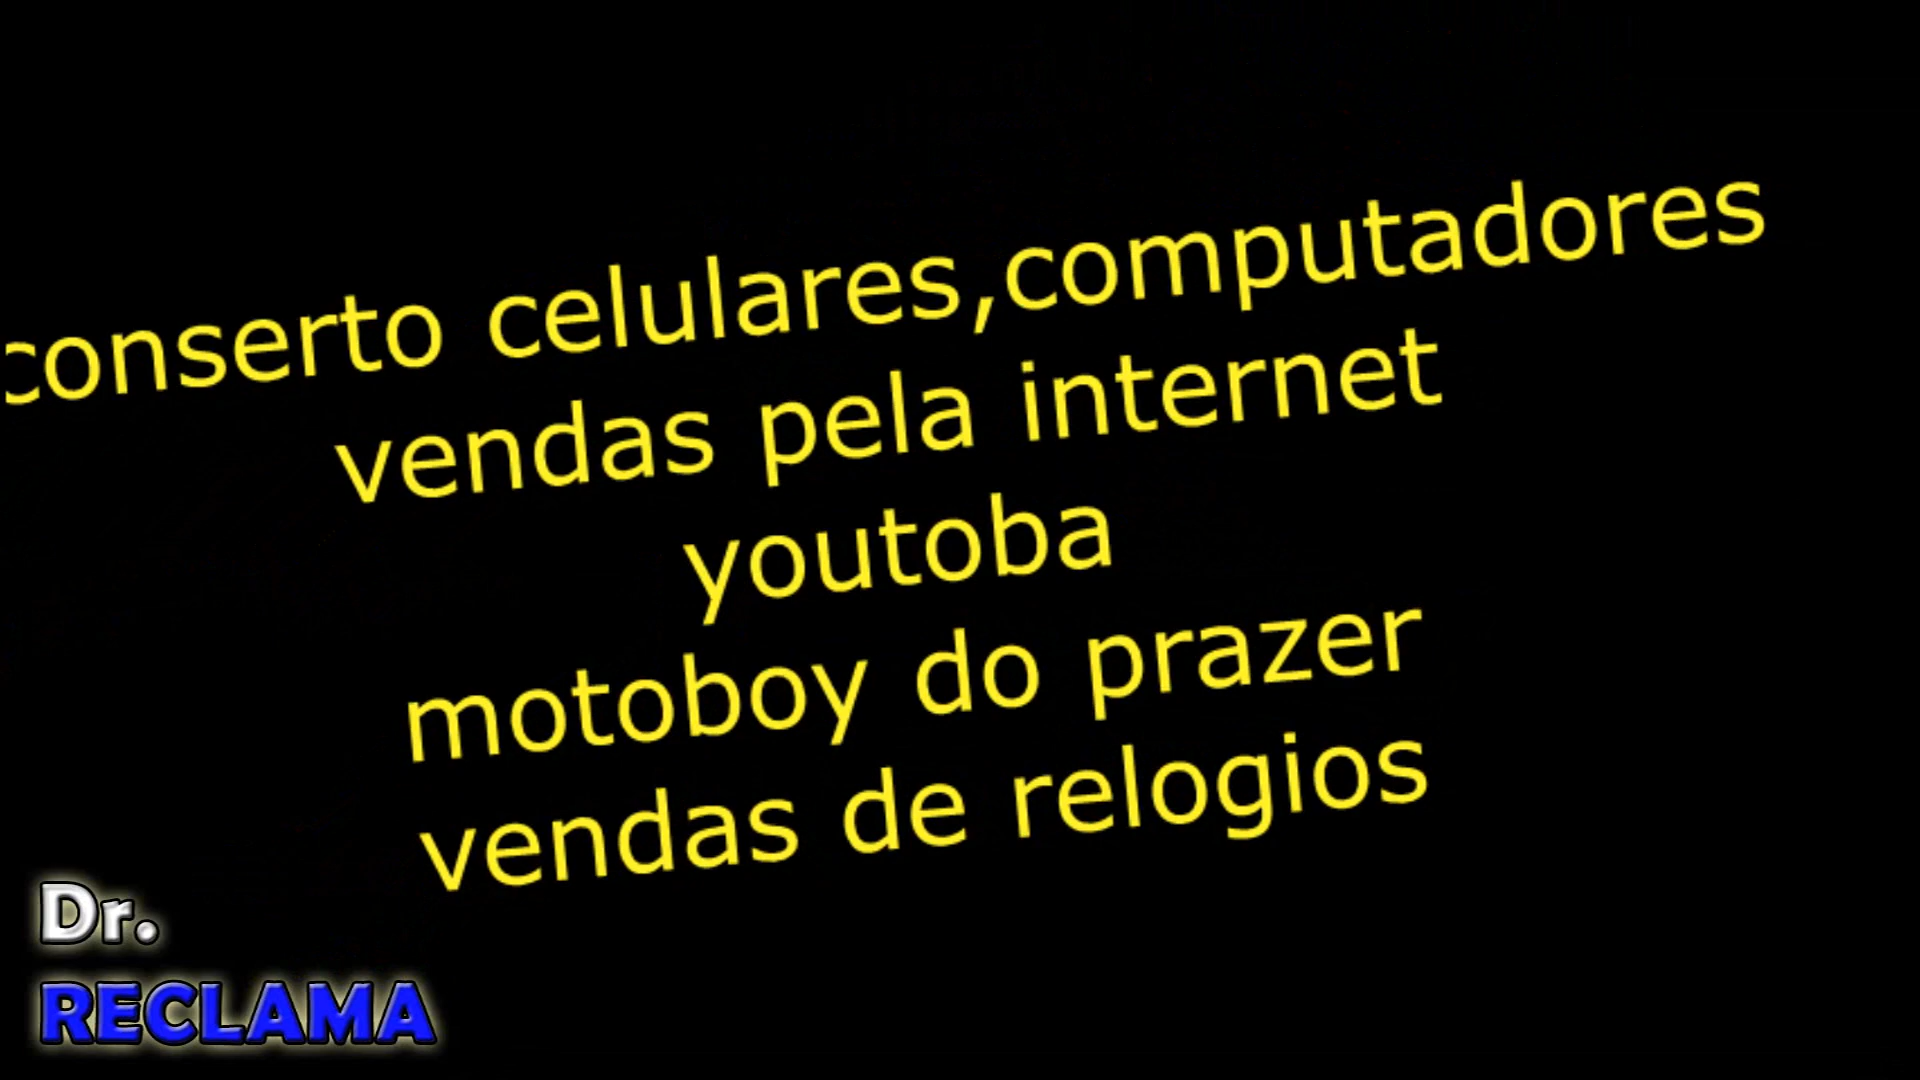 conserto celulares,computadores
vendas pela internet
youtoba
motoboy do prazer
vendas de relogios
Dr.
RECLAMA